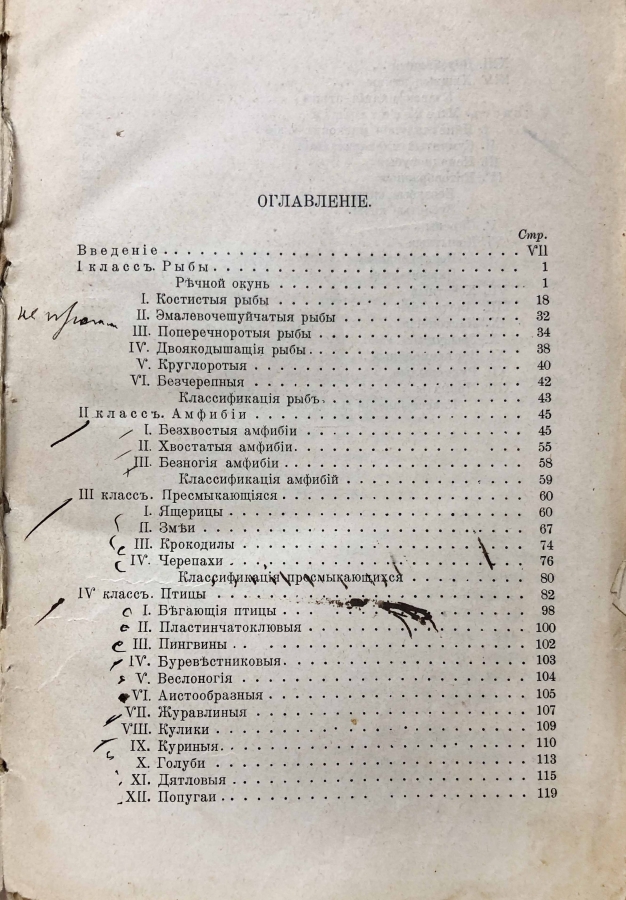 ОГЛАВЛЕНІЕ.
Стр.
Введеніе . . . . . . . . . . . . . . . . . . . . . . . VII
I классъ. Рыбы . . . . . . . . . . . . . . . . . . . . 1
Рѣчной окунь . . . . . . . . . . . . . . . . 1
I. Костистыя рыбы . . . . . . . . . . . . . . . . 18
II. Эмалевочешуйчатыя рыбы . . . . . . . . . . . . 32
III. Поперечноротыя рыбы . . . . . . . . . . . . . 34
IV. Двоякодышащія рыбы . . . . . . . . . . . . . . 38
V. Круглоротыя . . . . . . . . . . . . . . . . . 40
VI. Безчерепныя . . . . . . . . . . . . . . . . . 42
Классификація рыбъ . . . . . . . . . . . . . 43
II классъ. Амфибіи . . . . . . . . . . . . . . . . . . 45
I. Безхвостыя амфибіи . . . . . . . . . . . . . . 45
II. Хвостатыя амфибіи . . . . . . . . . . . . . . 55
III. Безногія амфибіи . . . . . . . . . . . . . . . 58
Классификація амфибій . . . . . . . . . . . . 59
III классъ. Пресмыкающіяся . . . . . . . . . . . . . . . 60
I. Ящерицы . . . . . . . . . . . . . . . . . . . 60
II. Змѣи . . . . . . . . . . . . . . . . . . . . 67
III. Крокодилы . . . . . . . . . . . . . . . . . . 74
IV. Черепахи . . . . . . . . . . . . . . . . . . . 76
Классификація пресмыкающихся . . . . . . . . 80
IV классъ. Птицы . . . . . . . . . . . . . . . . . . . . 82
I. Бѣгающія птицы . . . . . . . . . . . . . . . . 98
II. Пластинчатоклювыя . . . . . . . . . . . . . . 100
III. Пингвины . . . . . . . . . . . . . . . . . . . 102
IV. Буревѣстниковыя . . . . . . . . . . . . . . . . 103
V. Веслоногія . . . . . . . . . . . . . . . . . . 104
VI. Аистообразныя . . . . . . . . . . . . . . . . 105
VII. Журавлиныя . . . . . . . . . . . . . . . . . . 107
VIII. Кулики . . . . . . . . . . . . . . . . . . . . 109
IX. Куриныя . . . . . . . . . . . . . . . . . . . . 110
X. Голуби . . . . . . . . . . . . . . . . . . . . 113
XI. Дятловыя . . . . . . . . . . . . . . . . . . . 115
XII. Попугаи . . . . . . . . . . . . . . . . . . . . 119